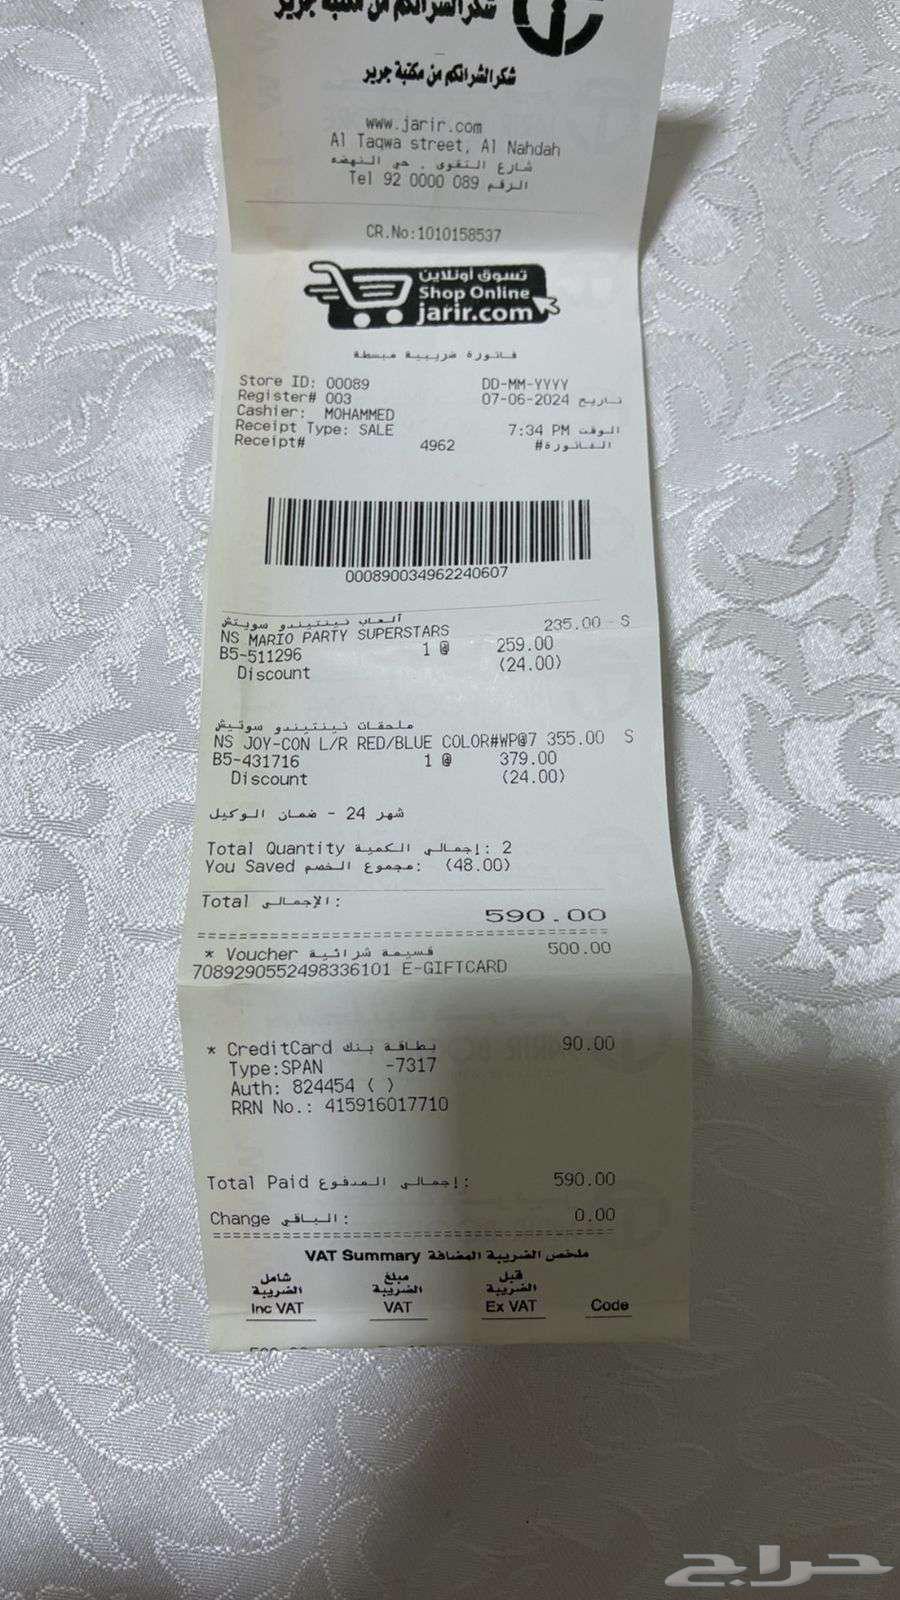 شكرا لشرائكم من مكتبة جرير
شكرا لشرائكم من مكتبة جرير
www.jarir.com
Al Taqwa street, Al Nahdah
شارع التقوى , حي النهضه
Tel 92 0000 089 الرقم
CR.No:1010158537
تسوق أونلاين
Shop Online
jarir.com
فاتورة ضريبية مبسطة
Store ID: 00089 DD-MM-YYYY
Register# 003 07-06-2024 تاريخ
Cashier: MOHAMMED
Receipt Type: SALE 7:34 PM الوقت
Receipt# 4962 الفاتورة#
000890034962240607
ألعاب نينتيندو سويتش 235.00 S
NS MARIO PARTY SUPERSTARS
B5-511296 1 @ 259.00
Discount (24.00)
ملحقات نينتيندو سوتيش
NS JOY-CON L/R RED/BLUE COLOR#WP@7 355.00 S
B5-431716 1 @ 379.00
Discount (24.00)
شهر 24 - ضمان الوكيل
Total Quantity إجمالي الكمية: 2
You Saved مجموع الخصم: (48.00)
Total الإجمالي:
590.00
* Voucher قسيمة شرائية 500.00
7089290552498336101 E-GIFTCARD
* CreditCard بطاقة بنك 90.00
Type:SPAN -7317
Auth: 824454 ( )
RRN No.: 415916017710
Total Paid إجمالي المدفوع: 590.00
Change الباقي: 0.00
VAT Summary ملخص الضريبة المضافة
شامل الضريبة مبلغ الضريبة قبل الضريبة
Inc VAT VAT Ex VAT Code
حراج